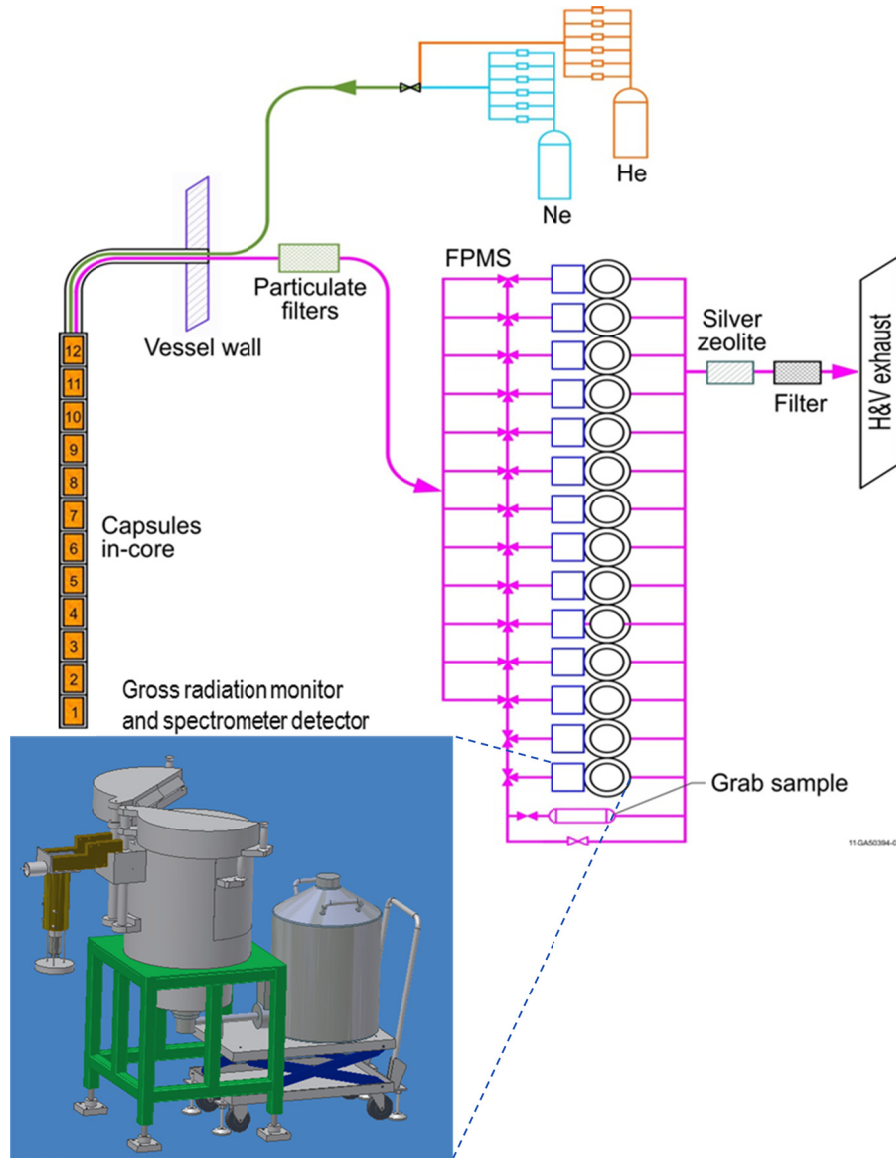 He
Ne
FPMS
Particulate
filters
Vessel wall
Silver
zeolite
Filter
H&V exhaust
12
11
10
9
8
7
6
5
4
3
2
1
Capsules
in-core
Gross radiation monitor
and spectrometer detector
Grab sample